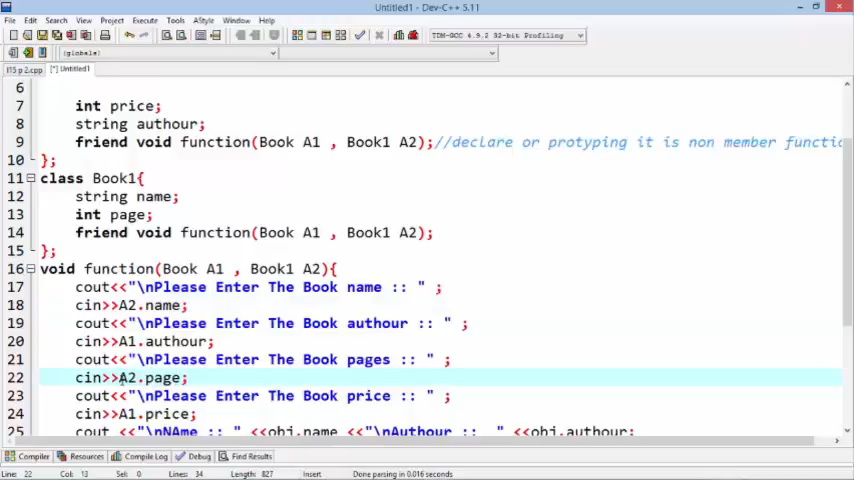 Untitled1 - Dev-C++ 5.11
File Edit Search View Project Execute Tools AStyle Window Help
TDM-GCC 4.9.2 32-bit Profiling
(globals)
l15 p 2.cpp [*] Untitled1
6
7 int price;
8 string authour;
9 friend void function(Book A1 , Book1 A2);//declare or protyping it is non member functio
10 };
11 class Book1{
12 string name;
13 int page;
14 friend void function(Book A1 , Book1 A2);
15 };
16 void function(Book A1 , Book1 A2){
17 cout<<"\nPlease Enter The Book name :: " ;
18 cin>>A2.name;
19 cout<<"\nPlease Enter The Book authour :: " ;
20 cin>>A1.authour;
21 cout<<"\nPlease Enter The Book pages :: " ;
22 cin>>A2.page;
23 cout<<"\nPlease Enter The Book price :: " ;
24 cin>>A1.price;
25 cout <<"\nNAme :: " <<obj.name <<"\nAuthour :: " <<obj.authour;
Compiler Resources Compile Log Debug Find Results
Line: 22 Col: 13 Sel: 0 Lines: 34 Length: 827 Insert Done parsing in 0.016 seconds